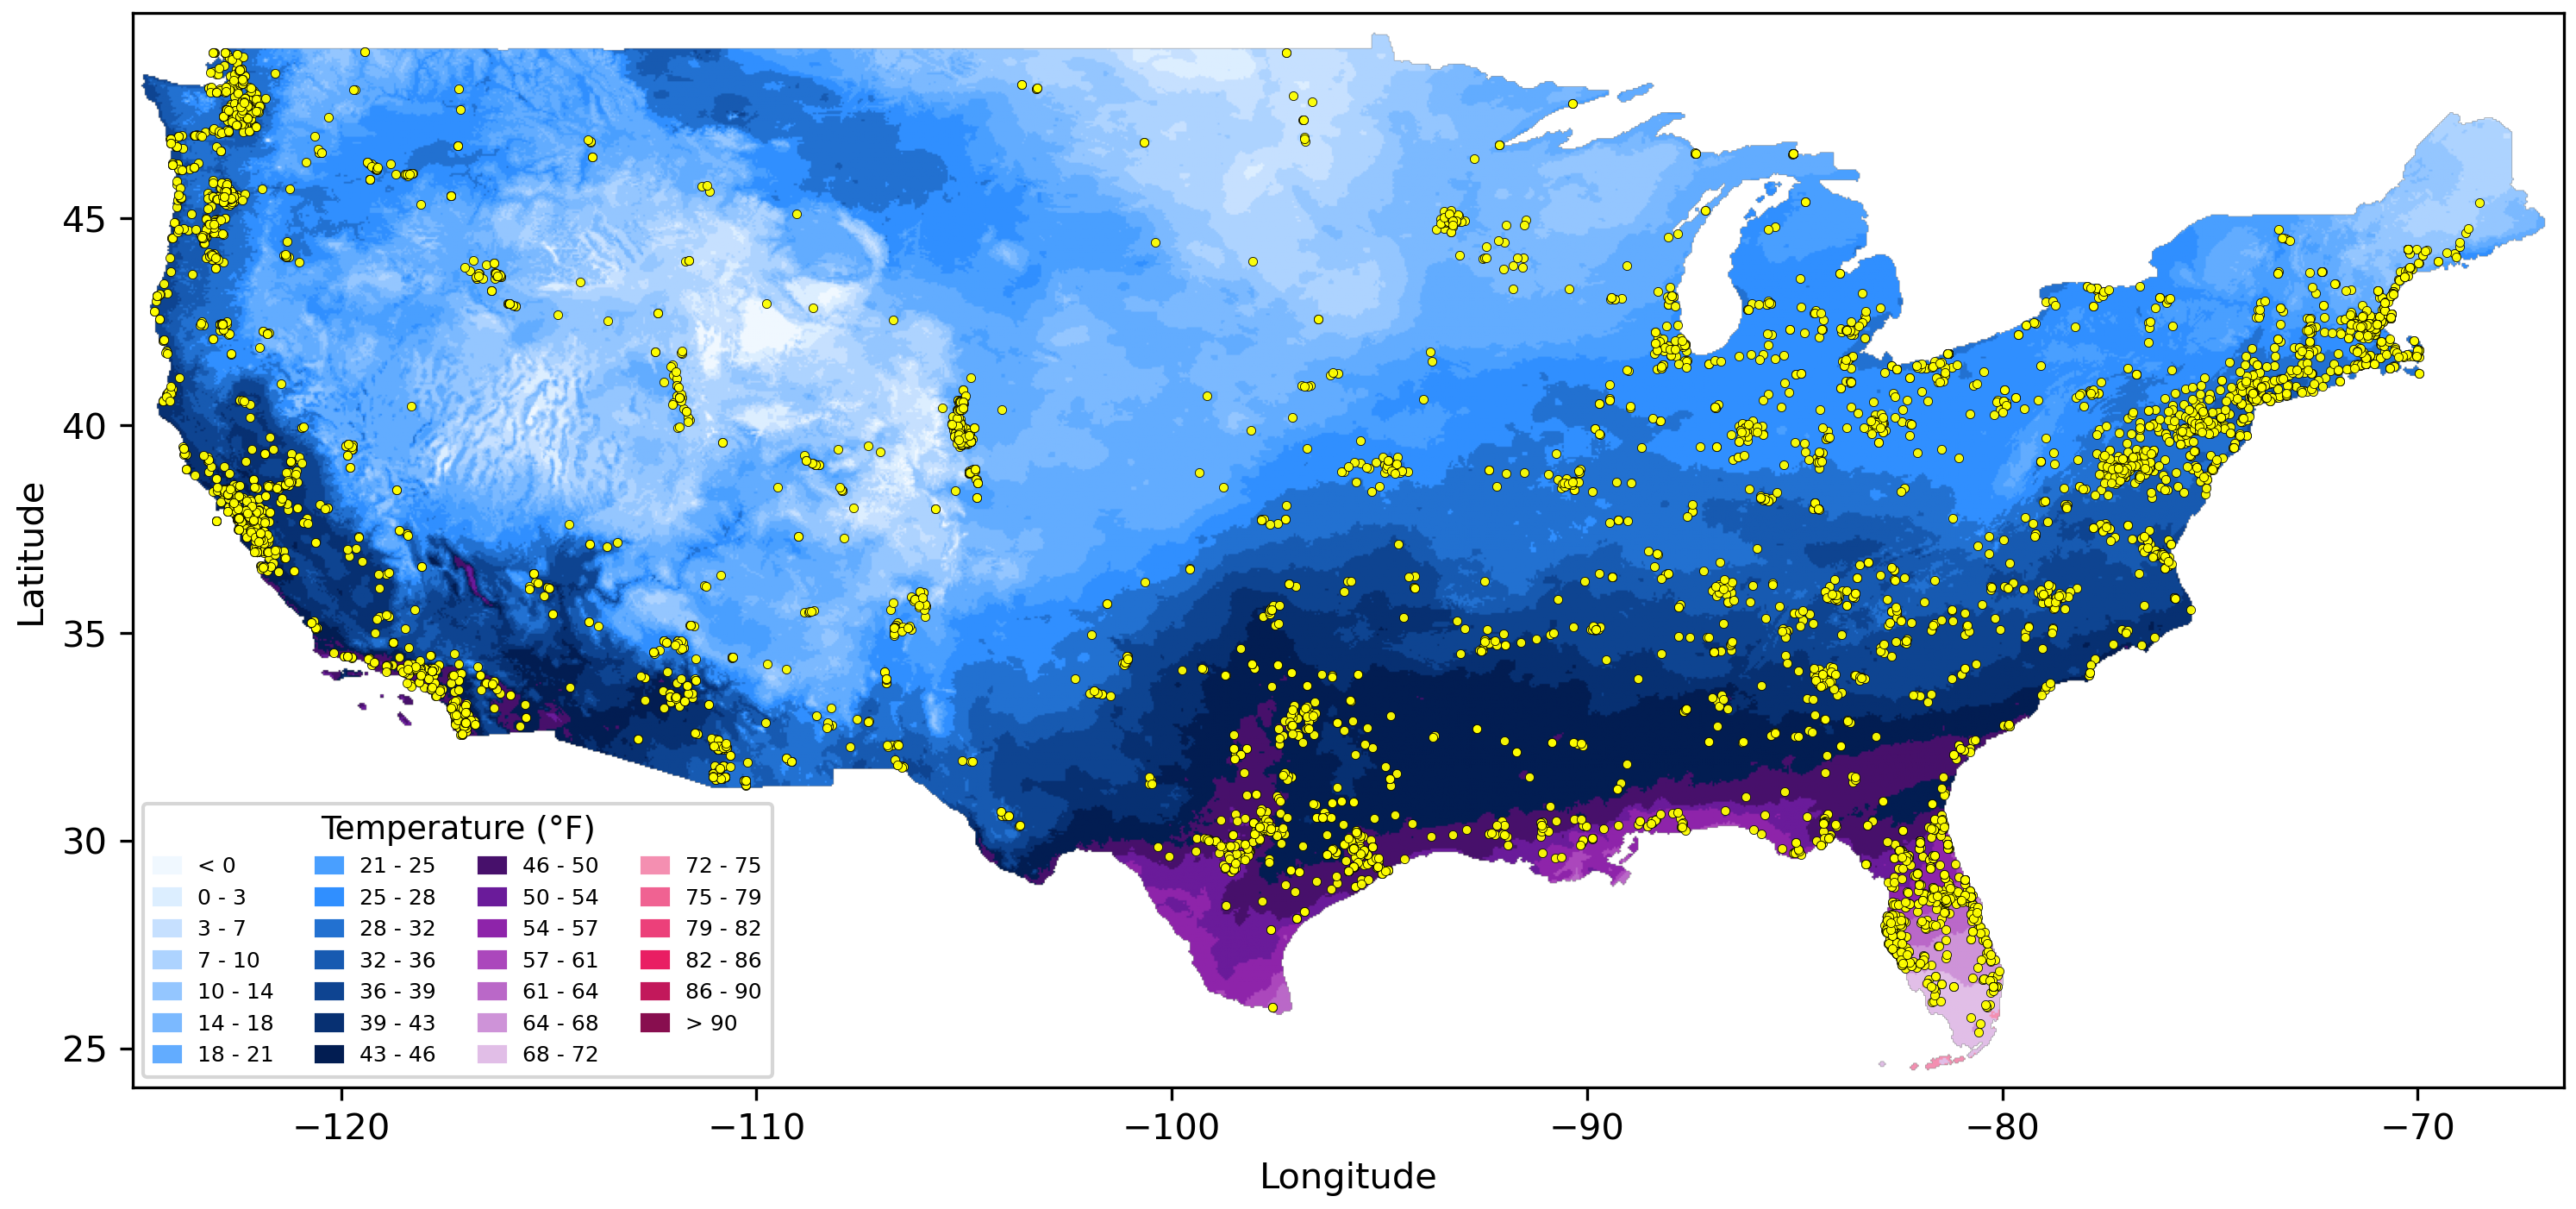 45
40
35
30
25
Latitude
Temperature (°F)
< 0
0 - 3
3 - 7
7 - 10
10 - 14
14 - 18
18 - 21
21 - 25
25 - 28
28 - 32
32 - 36
36 - 39
39 - 43
43 - 46
46 - 50
50 - 54
54 - 57
57 - 61
61 - 64
64 - 68
68 - 72
72 - 75
75 - 79
79 - 82
82 - 86
86 - 90
> 90
−120 −110 −100 −90 −80 −70
Longitude